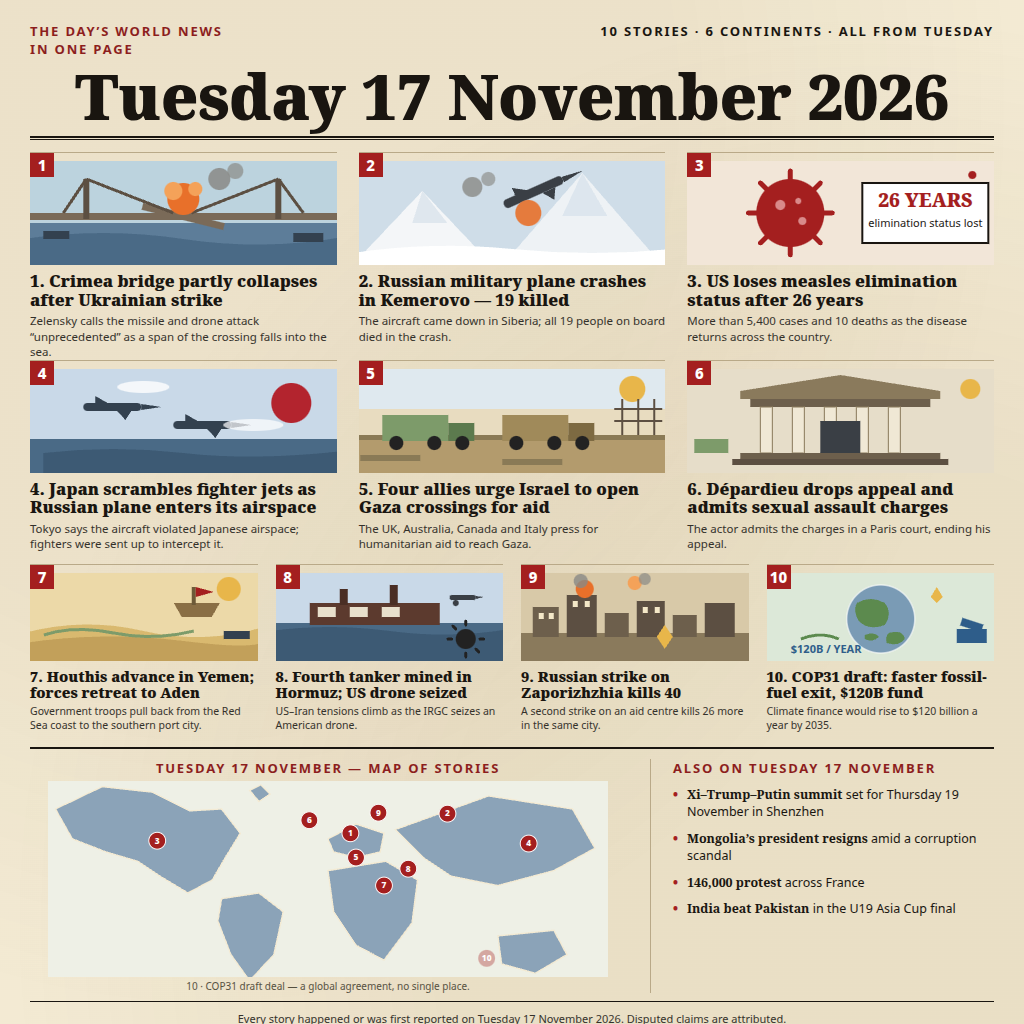 THE DAY'S WORLD NEWS
IN ONE PAGE
10 STORIES · 6 CONTINENTS · ALL FROM TUESDAY
Tuesday 17 November 2026
1
2
3
26 YEARS
elimination status lost
1. Crimea bridge partly collapses
after Ukrainian strike
Zelensky calls the missile and drone attack
“unprecedented” as a span of the crossing falls into the
sea.
2. Russian military plane crashes
in Kemerovo — 19 killed
The aircraft came down in Siberia; all 19 people on board
died in the crash.
3. US loses measles elimination
status after 26 years
More than 5,400 cases and 10 deaths as the disease
returns across the country.
4
5
6
4. Japan scrambles fighter jets as
Russian plane enters its airspace
Tokyo says the aircraft violated Japanese airspace;
fighters were sent up to intercept it.
5. Four allies urge Israel to open
Gaza crossings for aid
The UK, Australia, Canada and Italy press for
humanitarian aid to reach Gaza.
6. Départdieu drops appeal and
admits sexual assault charges
The actor admits the charges in a Paris court, ending his
appeal.
7
8
9
10
$120B / YEAR
7. Houthis advance in Yemen;
forces retreat to Aden
Government troops pull back from the Red
Sea coast to the southern port city.
8. Fourth tanker mined in
Hormuz; US drone seized
US–Iran tensions climb as the IRGC seizes an
American drone.
9. Russian strike on
Zaporizhzhia kills 40
A second strike on an aid centre kills 26 more
in the same city.
10. COP31 draft: faster fossil-
fuel exit, $120B fund
Climate finance would rise to $120 billion a
year by 2035.
TUESDAY 17 NOVEMBER — MAP OF STORIES
3
6
9
1
5
2
4
8
7
10
10 · COP31 draft deal — a global agreement, no single place.
ALSO ON TUESDAY 17 NOVEMBER
• Xi–Trump–Putin summit set for Thursday 19
November in Shenzhen
• Mongolia’s president resigns amid a corruption
scandal
• 146,000 protest across France
• India beat Pakistan in the U19 Asia Cup final
Every story happened or was first reported on Tuesday 17 November 2026. Disputed claims are attributed.